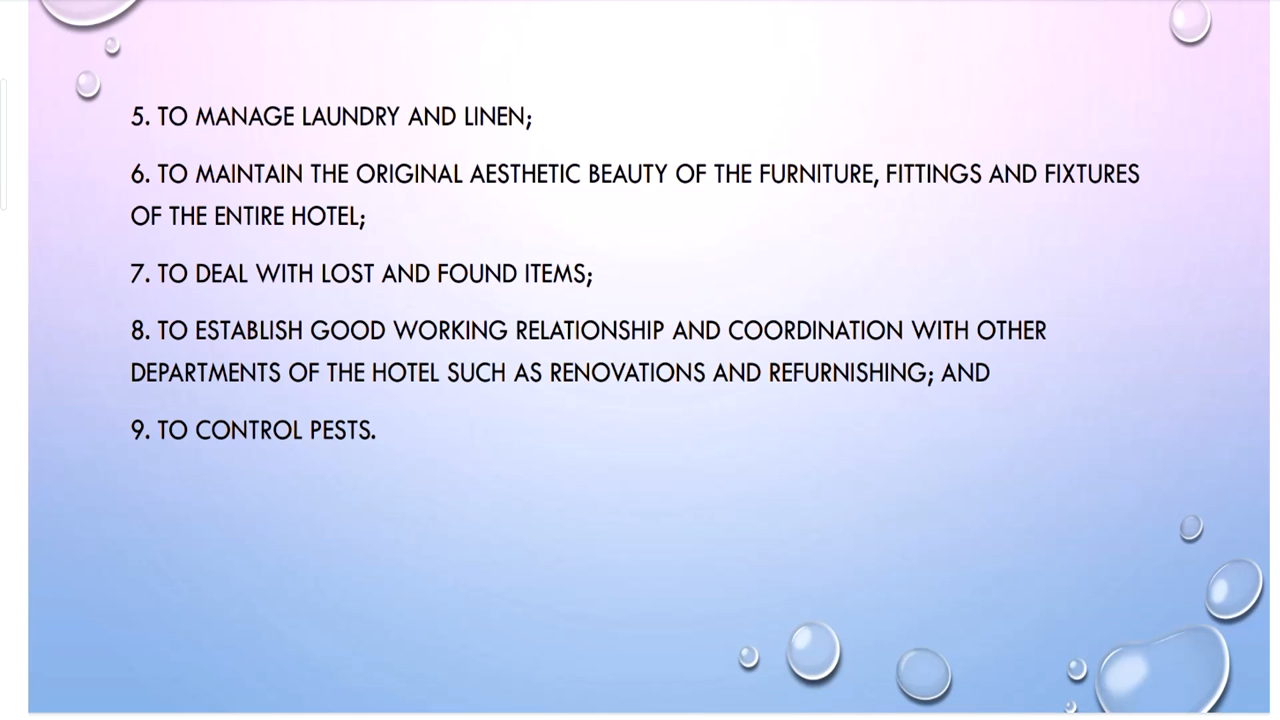 5. TO MANAGE LAUNDRY AND LINEN;
6. TO MAINTAIN THE ORIGINAL AESTHETIC BEAUTY OF THE FURNITURE, FITTINGS AND FIXTURES
OF THE ENTIRE HOTEL;
7. TO DEAL WITH LOST AND FOUND ITEMS;
8. TO ESTABLISH GOOD WORKING RELATIONSHIP AND COORDINATION WITH OTHER
DEPARTMENTS OF THE HOTEL SUCH AS RENOVATIONS AND REFURNISHING; AND
9. TO CONTROL PESTS.